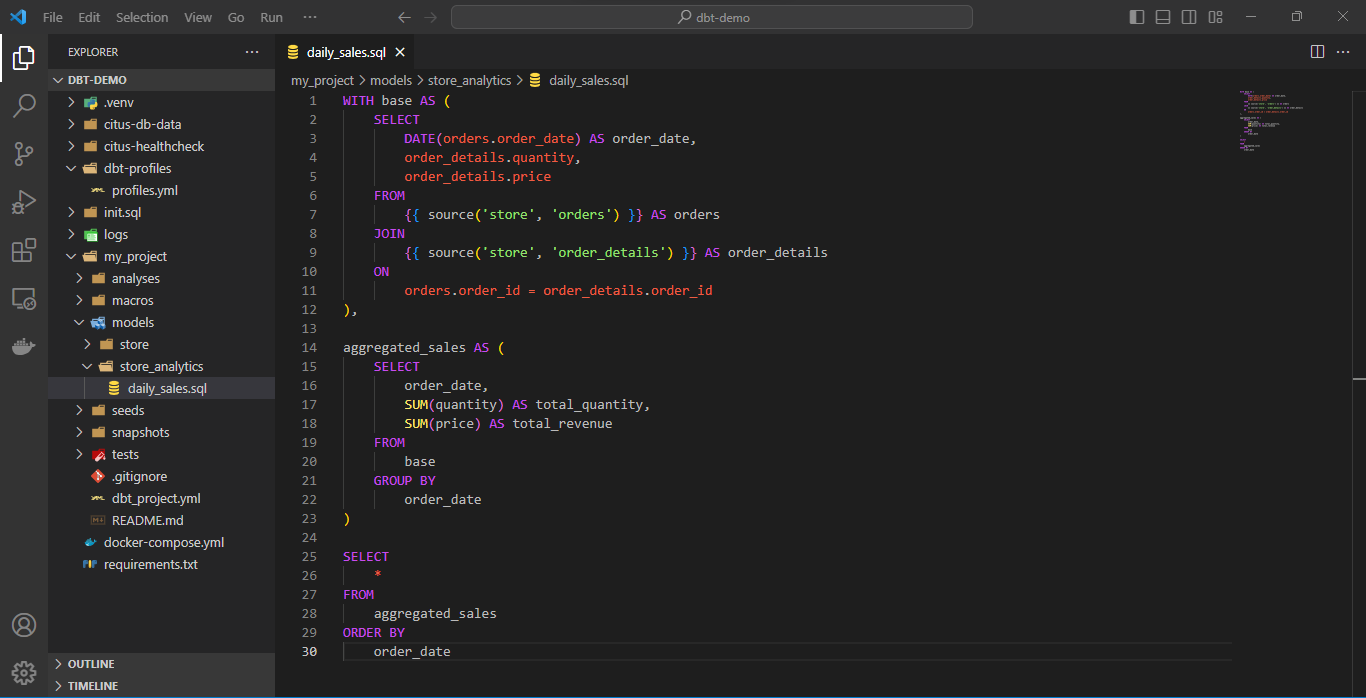 File Edit Selection View Go Run ···
dbt-demo
EXPLORER ···
DBT-DEMO
.venv
citus-db-data
citus-healthcheck
dbt-profiles
profiles.yml
init.sql
logs
my_project
analyses
macros
models
store
store_analytics
daily_sales.sql
seeds
snapshots
tests
.gitignore
dbt_project.yml
README.md
docker-compose.yml
requirements.txt
OUTLINE
TIMELINE
daily_sales.sql
my_project > models > store_analytics > daily_sales.sql
1 WITH base AS (
2     SELECT
3         DATE(orders.order_date) AS order_date,
4         order_details.quantity,
5         order_details.price
6     FROM
7         {{ source('store', 'orders') }} AS orders
8     JOIN
9         {{ source('store', 'order_details') }} AS order_details
10     ON
11         orders.order_id = order_details.order_id
12 ),
13
14 aggregated_sales AS (
15     SELECT
16         order_date,
17         SUM(quantity) AS total_quantity,
18         SUM(price) AS total_revenue
19     FROM
20         base
21     GROUP BY
22         order_date
23 )
24
25 SELECT
26     *
27 FROM
28     aggregated_sales
29 ORDER BY
30     order_date